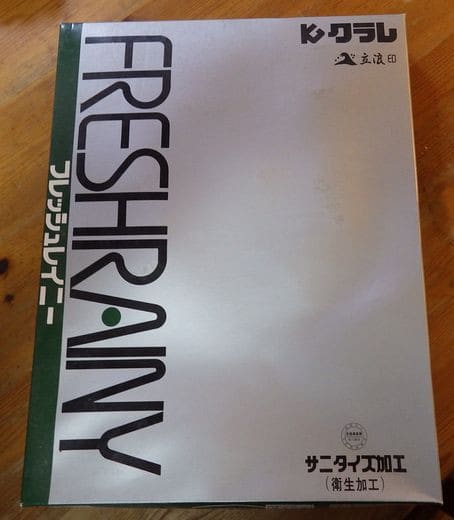 クラレ
立浪印
FRESHRAINY
フレッシュレイニー
サニタイズ加工
(衛生加工)